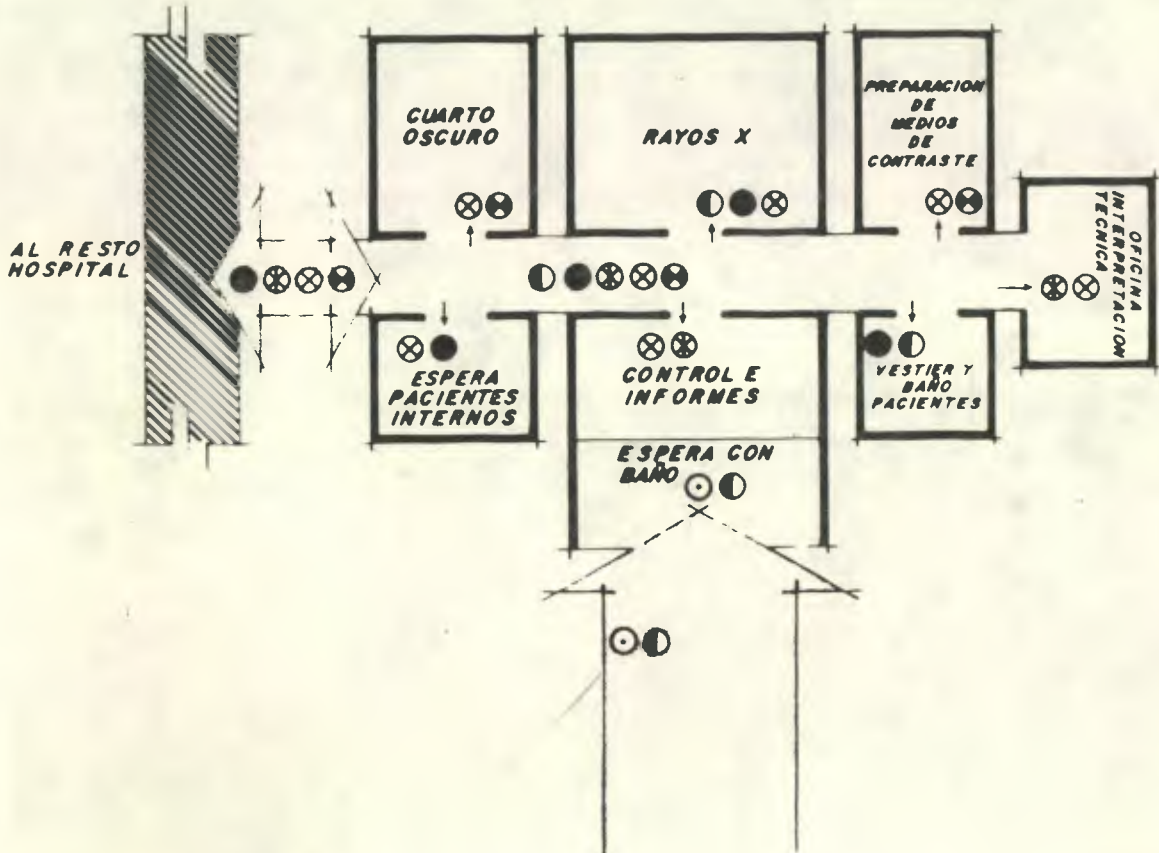 CUARTO
OSCURO
RAYOS X
PREPARACION
DE
MEDIOS
DE
CONTRASTE
OFICINA
INTERPRETACION
TECNICA
AL RESTO
HOSPITAL
ESPERA
PACIENTES
INTERNOS
CONTROL E
INFORMES
VESTIER Y
BAÑO
PACIENTES
ESPERA CON
BAÑO